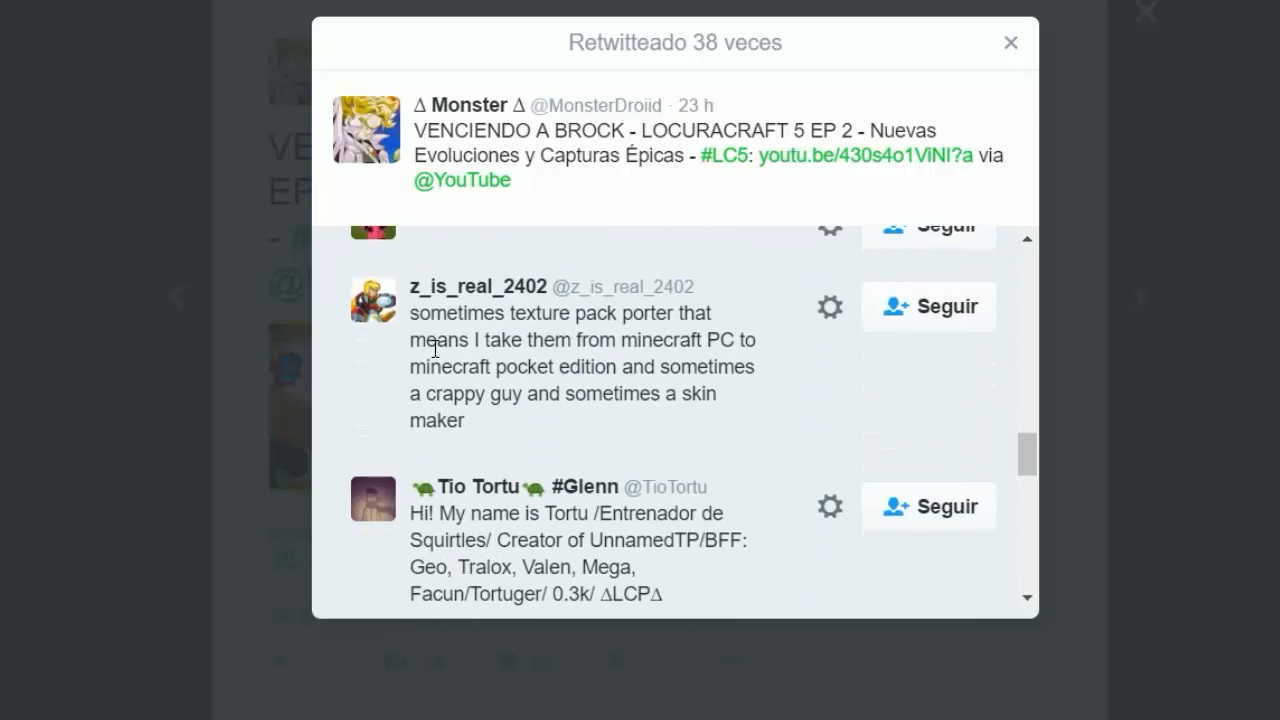 Retwitteado 38 veces
∆ Monster ∆ @MonsterDroiid · 23 h
VENCIENDO A BROCK - LOCURACRAFT 5 EP 2 - Nuevas
Evoluciones y Capturas Épicas - #LC5: youtu.be/430s4o1ViNI?a via
@YouTube
Seguir
z_is_real_2402 @z_is_real_2402
Seguir
sometimes texture pack porter that
means I take them from minecraft PC to
minecraft pocket edition and sometimes
a crappy guy and sometimes a skin
maker
🐢Tio Tortu🐢 #Glenn @TioTortu
Seguir
Hi! My name is Tortu /Entrenador de
Squirtles/ Creator of UnnamedTP/BFF:
Geo, Tralox, Valen, Mega,
Facun/Tortuger/ 0.3k/ ∆LCP∆
VE
EP